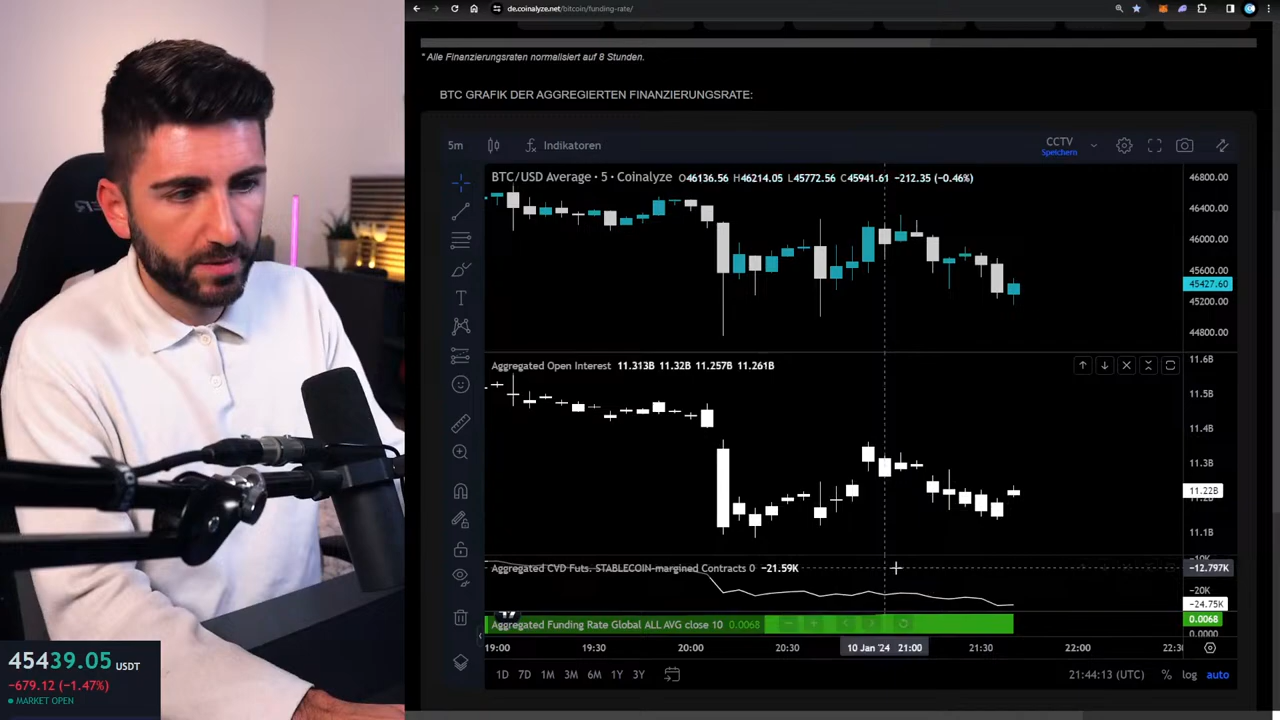 de.coinalyze.net/bitcoin/funding-rate/
* Alle Finanzierungsraten normalisiert auf 8 Stunden.
BTC GRAFIK DER AGGREGIERTEN FINANZIERUNGSRATE:
5m
Indikatoren
CCTV
Speichern
BTC/USD Average · 5 · Coinalyze O46136.56 H46214.05 L45772.56 C45941.61 −212.35 (−0.46%)
46800.00
46400.00
46000.00
45600.00
45427.60
45200.00
44800.00
Aggregated Open Interest 11.313B 11.32B 11.257B 11.261B
11.6B
11.5B
11.4B
11.3B
11.22B
11.1B
Aggregated CVD Futs. STABLECOIN-margined Contracts 0 −21.59K
−12.797K
−20K
−24.75K
Aggregated Funding Rate Global ALL AVG close 10 0.0068
0.0068
0.0000
19:00 19:30 20:00 20:30 10 Jan '24 21:00 21:30 22:00 22:30
1D 7D 1M 3M 6M 1Y 3Y
21:44:13 (UTC) % log auto
45439.05 USDT
−679.12 (−1.47%)
MARKET OPEN